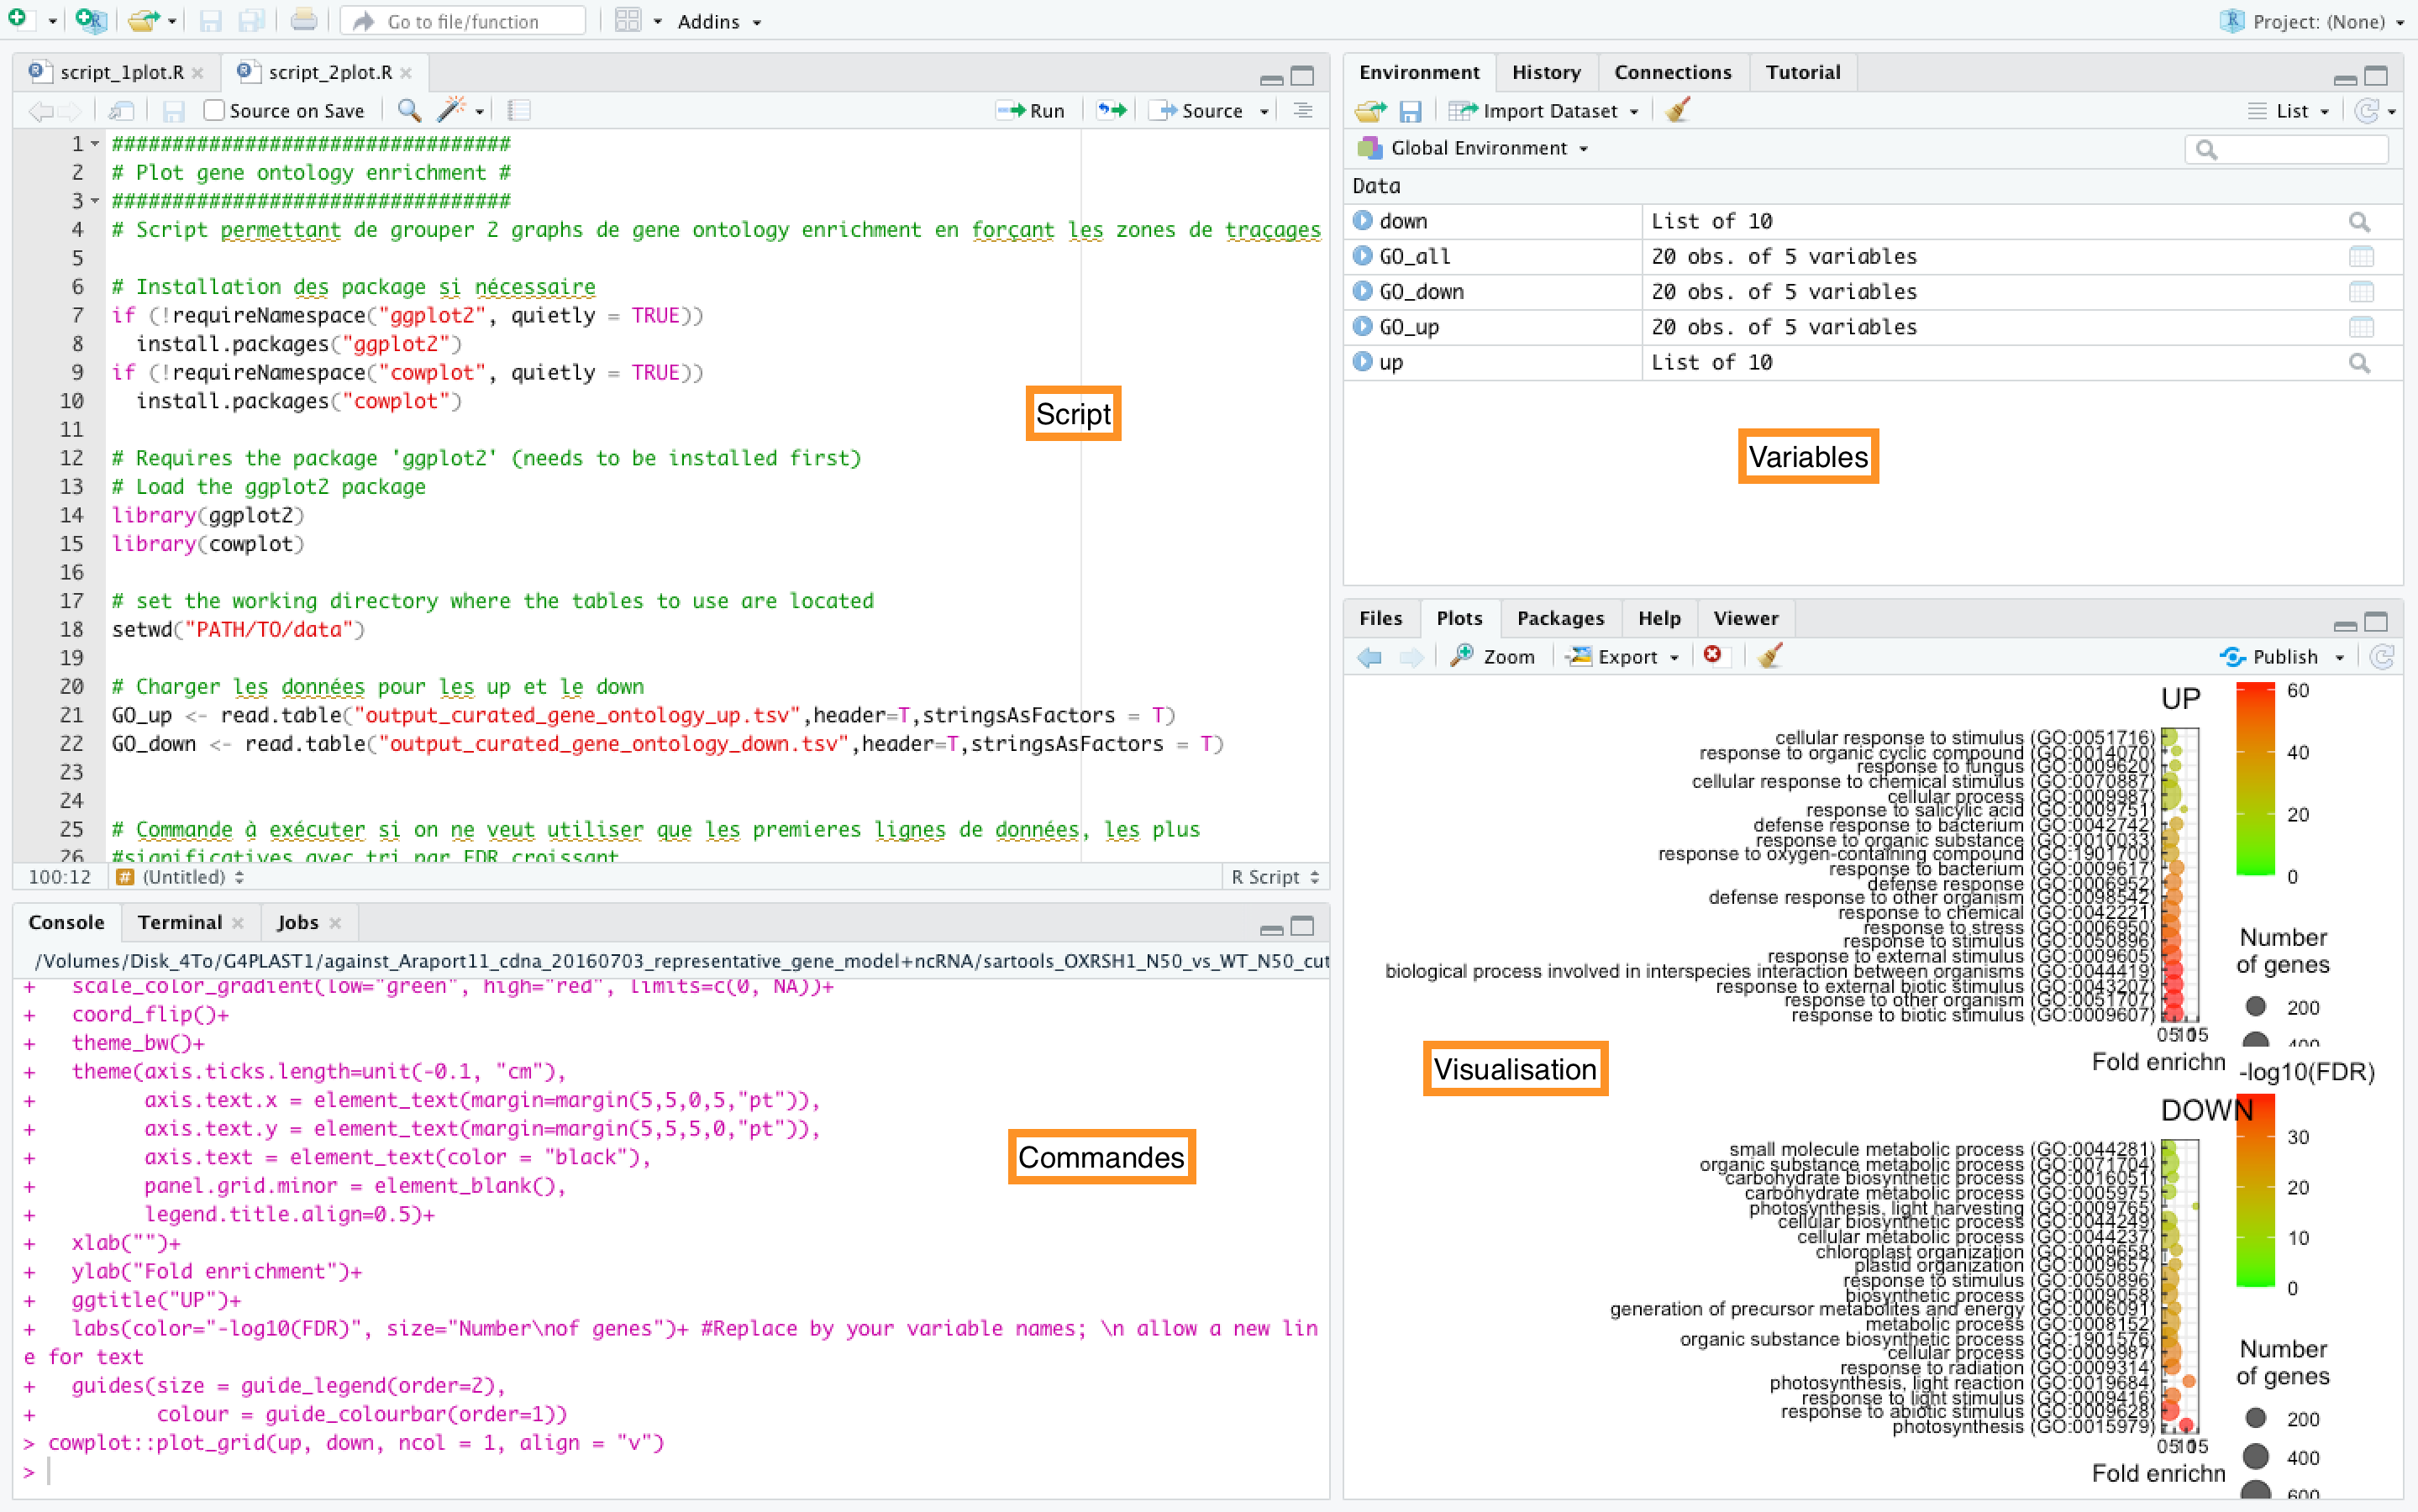 Go to file/function
Addins
Project: (None)
script_1plot.R
script_2plot.R
Source on Save
Run
Source
1 #################################
2 # Plot gene ontology enrichment #
3 #################################
4 # Script permettant de grouper 2 graphs de gene ontology enrichment en forçant les zones de traçages
5
6 # Installation des package si nécessaire
7 if (!requireNamespace("ggplot2", quietly = TRUE))
8 install.packages("ggplot2")
9 if (!requireNamespace("cowplot", quietly = TRUE))
10 install.packages("cowplot")
11
12 # Requires the package 'ggplot2' (needs to be installed first)
13 # Load the ggplot2 package
14 library(ggplot2)
15 library(cowplot)
16
17 # set the working directory where the tables to use are located
18 setwd("PATH/TO/data")
19
20 # Charger les données pour les up et le down
21 GO_up <- read.table("output_curated_gene_ontology_up.tsv",header=T,stringsAsFactors = T)
22 GO_down <- read.table("output_curated_gene_ontology_down.tsv",header=T,stringsAsFactors = T)
23
24
25 # Commande à exécuter si on ne veut utiliser que les premieres lignes de données, les plus
26 #significatives avec tri par FDR croissant
Script
100:12
# (Untitled)
R Script
Console
Terminal
Jobs
/Volumes/Disk_4To/G4PLAST1/against_Araport11_cdna_20160703_representative_gene_model+ncRNA/sartools_OXRSH1_N50_vs_WT_N50_cut
+ scale_color_gradient(low="green", high="red", limits=c(0, NA))+
+ coord_flip()+
+ theme_bw()+
+ theme(axis.ticks.length=unit(-0.1, "cm"),
+ axis.text.x = element_text(margin=margin(5,5,0,5,"pt")),
+ axis.text.y = element_text(margin=margin(5,5,5,0,"pt")),
+ axis.text = element_text(color = "black"),
+ panel.grid.minor = element_blank(),
+ legend.title.align=0.5)+
+ xlab("")+
+ ylab("Fold enrichment")+
+ ggtitle("UP")+
+ labs(color="-log10(FDR)", size="Number\nof genes")+ #Replace by your variable names; \n allow a new lin
e for text
+ guides(size = guide_legend(order=2),
+ colour = guide_colourbar(order=1))
> cowplot::plot_grid(up, down, ncol = 1, align = "v")
>
Commandes
Environment
History
Connections
Tutorial
Import Dataset
List
Global Environment
Data
down List of 10
GO_all 20 obs. of 5 variables
GO_down 20 obs. of 5 variables
GO_up 20 obs. of 5 variables
up List of 10
Variables
Files
Plots
Packages
Help
Viewer
Zoom
Export
Publish
UP
cellular response to stimulus (GO:0051716)
response to organic cyclic compound (GO:0014070)
response to fungus (GO:0009620)
cellular response to chemical stimulus (GO:0070887)
cellular process (GO:0009987)
response to salicylic acid (GO:0009751)
defense response to bacterium (GO:0042742)
response to organic substance (GO:0010033)
response to oxygen-containing compound (GO:1901700)
response to bacterium (GO:0009617)
defense response (GO:0006952)
defense response to other organism (GO:0098542)
response to chemical (GO:0042221)
response to stress (GO:0006950)
response to stimulus (GO:0050896)
response to external stimulus (GO:0009605)
biological process involved in interspecies interaction between organisms (GO:0044419)
response to external biotic stimulus (GO:0043207)
response to other organism (GO:0051707)
response to biotic stimulus (GO:0009607)
0 5 10 15
Fold enrichn
60
40
20
0
Number
of genes
200
400
Visualisation
-log10(FDR)
DOWN
small molecule metabolic process (GO:0044281)
organic substance metabolic process (GO:0071704)
carbohydrate biosynthetic process (GO:0016051)
carbohydrate metabolic process (GO:0005975)
photosynthesis, light harvesting (GO:0009765)
cellular biosynthetic process (GO:0044249)
cellular metabolic process (GO:0044237)
chloroplast organization (GO:0009658)
plastid organization (GO:0009657)
response to stimulus (GO:0050896)
biosynthetic process (GO:0009058)
generation of precursor metabolites and energy (GO:0006091)
metabolic process (GO:0008152)
organic substance biosynthetic process (GO:1901576)
cellular process (GO:0009987)
response to radiation (GO:0009314)
photosynthesis, light reaction (GO:0019684)
response to light stimulus (GO:0009416)
response to abiotic stimulus (GO:0009628)
photosynthesis (GO:0015979)
0 5 10 15
Fold enrichn
30
20
10
0
Number
of genes
200
400
600